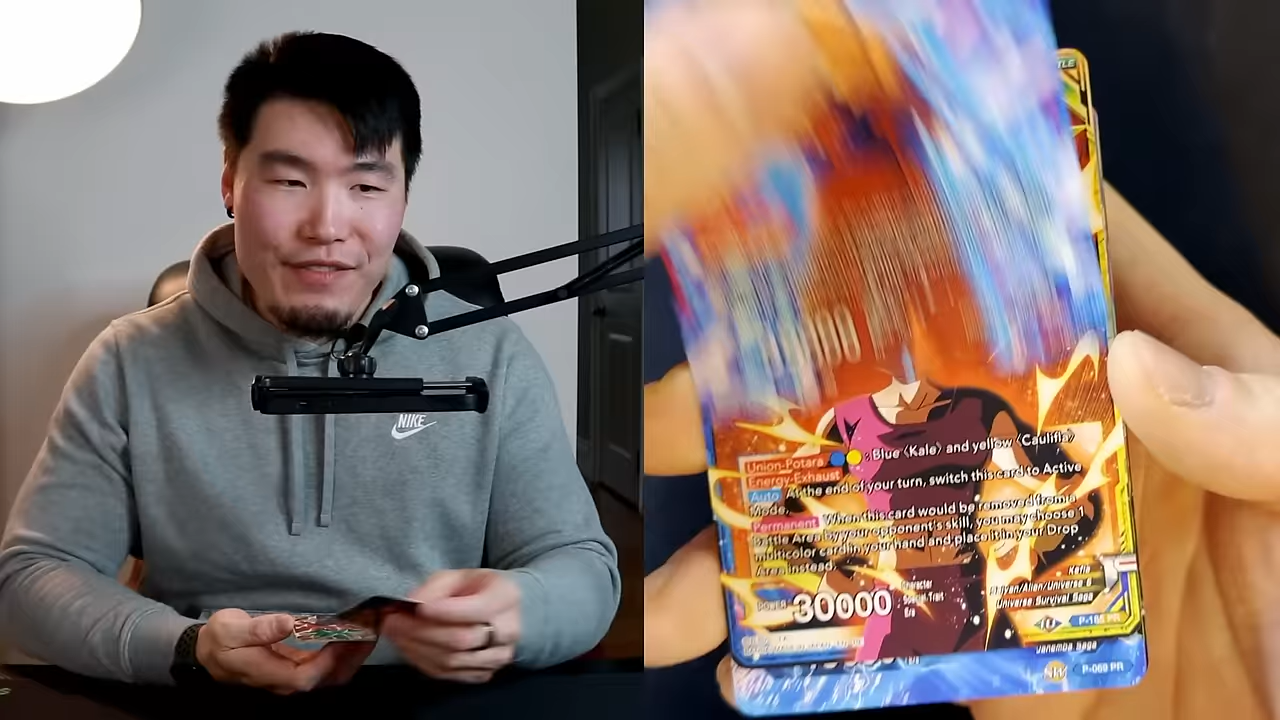 NIKE
TLE
Union-Potara : Blue 〈Kale〉 and yellow 〈Caulifla〉
Energy-Exhaust
Auto At the end of your turn, switch this card to Active
Mode.
Permanent When this card would be removed from a
Battle Area by your opponent's skill, you may choose 1
multicolor card in your hand and place it in your Drop
Area instead.
POWER 30000
Character
Special Trait
Era
Kefla
Saiyan/Alien/Universe 6
Universe Survival Saga
P-185 PR
Janemba Saga
P-069 PR